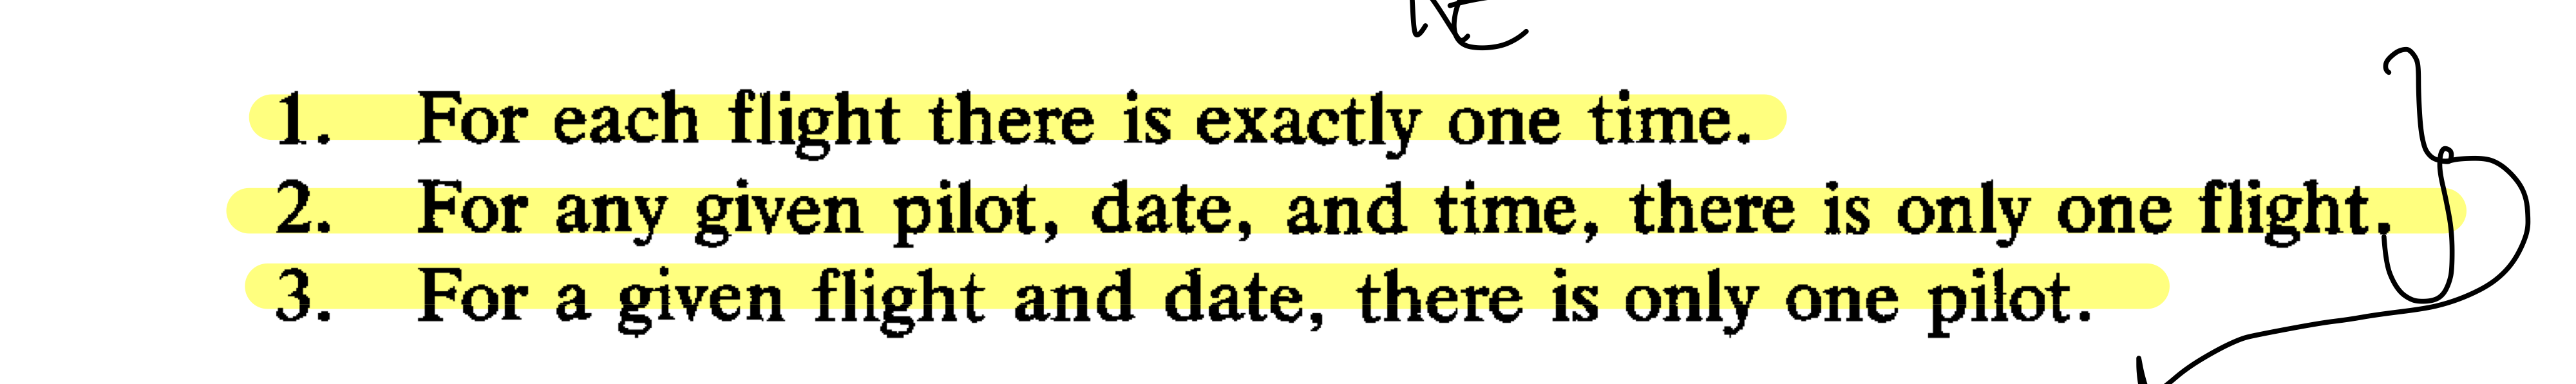 1. For each flight there is exactly one time.
2. For any given pilot, date, and time, there is only one flight.
3. For a given flight and date, there is only one pilot.